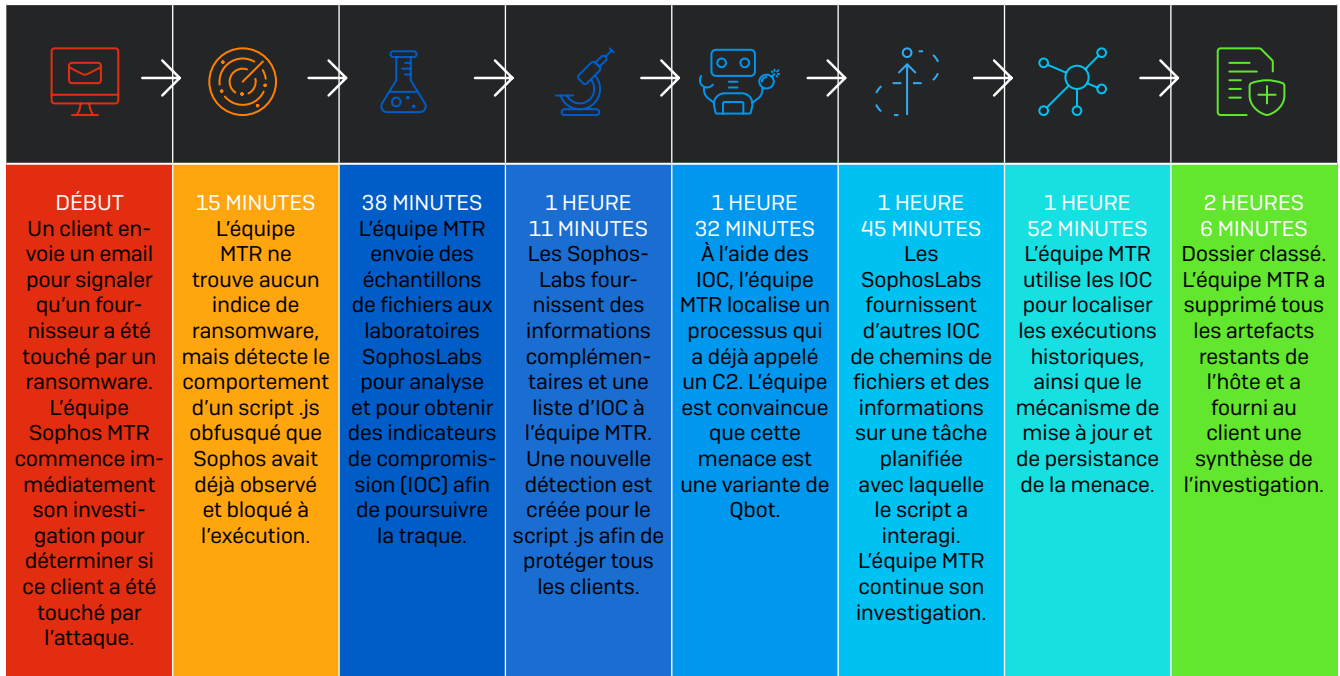 DÉBUT
Un client en-
voie un email
pour signaler
qu'un four-
nisseur a été
touché par un
ransomware.
L'équipe
Sophos MTR
commence im-
médiatement
son investi-
gation pour
déterminer si
ce client a été
touché par
l'attaque.
15 MINUTES
L'équipe
MTR ne
trouve aucun
indice de
ransomware,
mais détecte le
comportement
d'un script .js
obfusqué que
Sophos avait
déjà observé
et bloqué à
l'exécution.
38 MINUTES
L'équipe MTR
envoie des
échantillons
de fichiers aux
laboratoires
SophosLabs
pour analyse
et pour obtenir
des indicateurs
de compromis-
sion (IOC) afin
de poursuivre
la traque.
1 HEURE
11 MINUTES
Les Sophos-
Labs four-
nissent des
informations
complémen-
taires et une
liste d'IOC à
l'équipe MTR.
Une nouvelle
détection est
créée pour le
script .js afin de
protéger tous
les clients.
1 HEURE
32 MINUTES
À l'aide des
IOC, l'équipe
MTR localise un
processus qui
a déjà appelé
un C2. L'équipe
est convaincue
que cette
menace est
une variante de
Qbot.
1 HEURE
45 MINUTES
Les
SophosLabs
fournissent
d'autres IOC
de chemins de
fichiers et des
informations
sur une tâche
planifiée
avec laquelle
le script a
interagi.
L'équipe MTR
continue son
investigation.
1 HEURE
52 MINUTES
L'équipe MTR
utilise les IOC
pour localiser
les exécutions
historiques,
ainsi que le
mécanisme de
mise à jour et
de persistance
de la menace.
2 HEURES
6 MINUTES
Dossier classé.
L'équipe MTR a
supprimé tous
les artefacts
restants de
l'hôte et a
fourni au
client une
synthèse de
l'investigation.